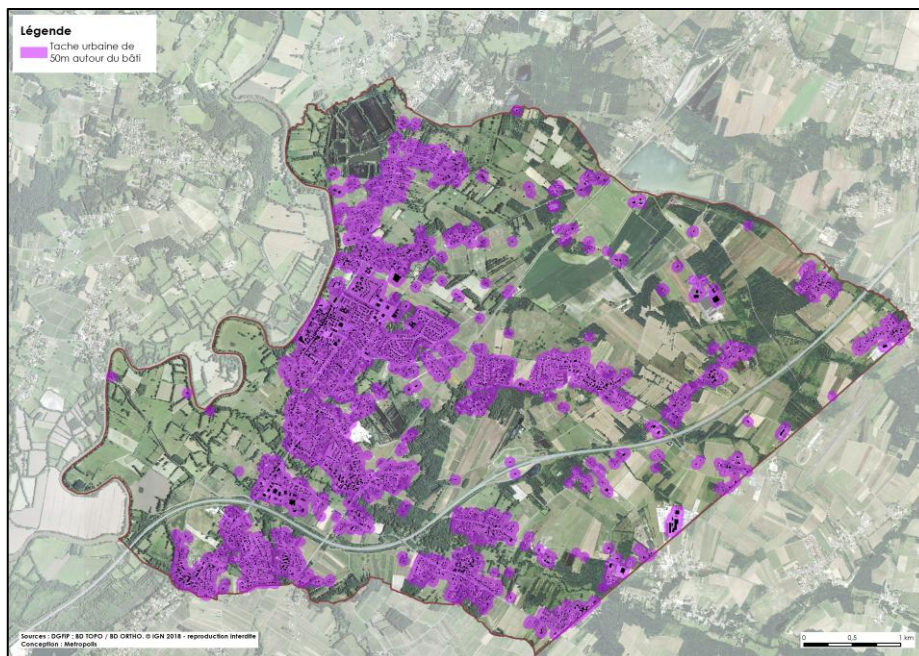 Légende
Tache urbaine de
50m autour du bâti
Sources : DGFIP ; BD TOPO / BD ORTHO. © IGN 2018 - reproduction interdite
Conception : Metropolis
0 0,5 1 km